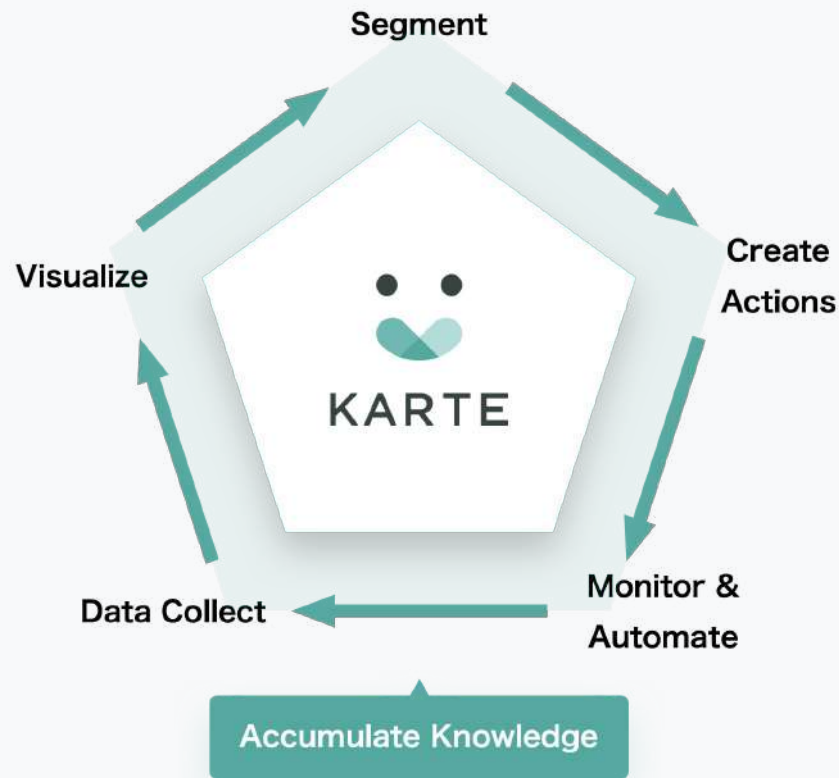 Segment
Create
Actions
Visualize
KARTE
Monitor &
Automate
Data Collect
Accumulate Knowledge